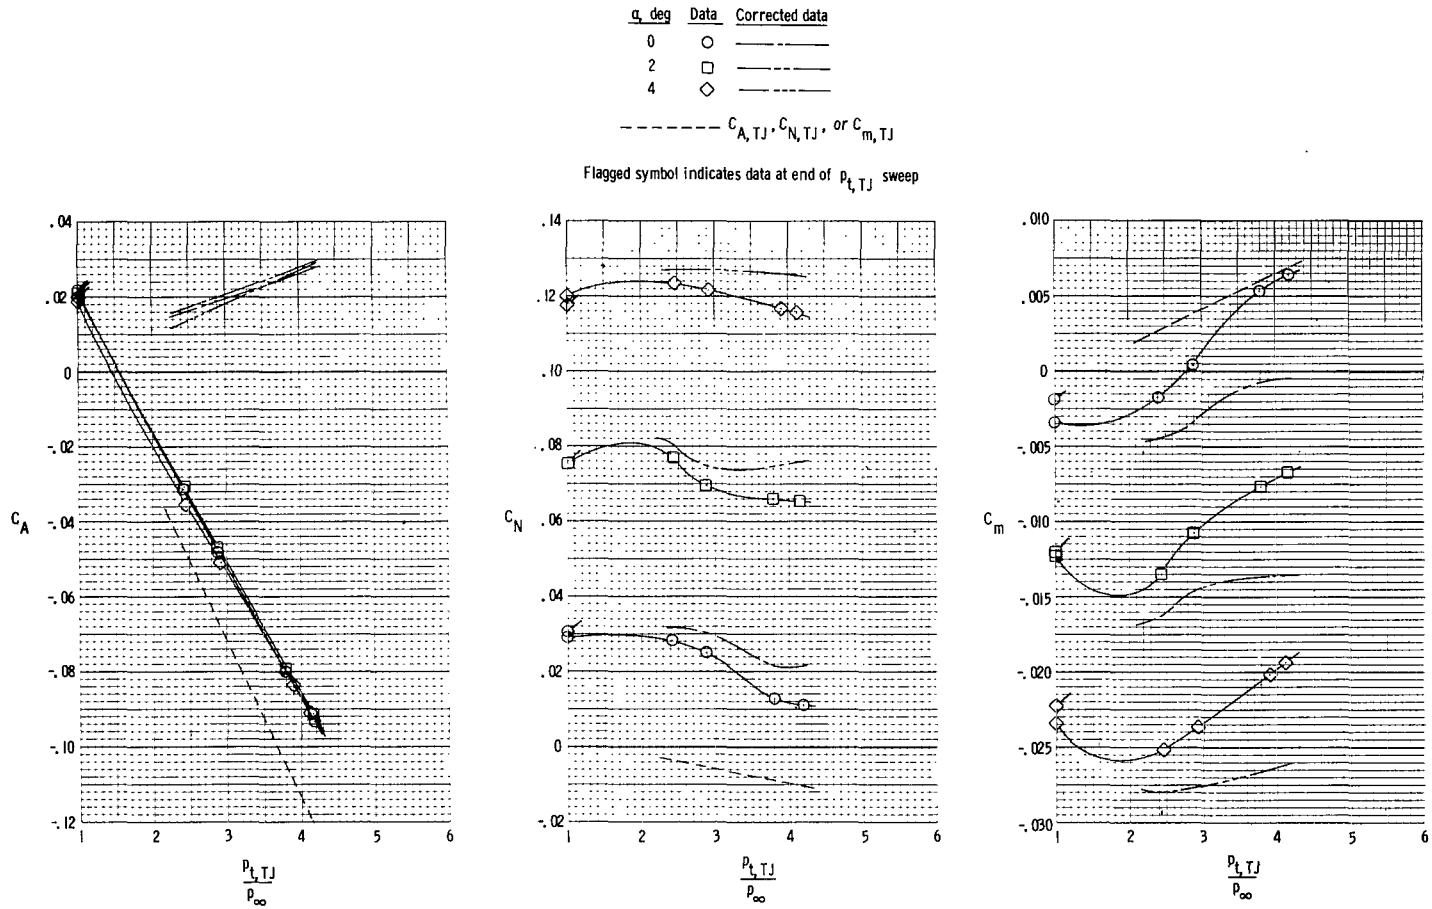 α, deg Data Corrected data
0
2
4
C_A,TJ, C_N,TJ, or C_m,TJ
Flagged symbol indicates data at end of p_t,TJ sweep
.04
.02
0
-.02
-.04
-.06
-.08
-.10
-.12
C_A
1 2 3 4 5 6
p_t,TJ
p_∞
.14
.12
.10
.08
.06
.04
.02
0
-.02
C_N
1 2 3 4 5 6
p_t,TJ
p_∞
.010
.005
0
-.005
-.010
-.015
-.020
-.025
-.030
C_m
1 2 3 4 5 6
p_t,TJ
p_∞